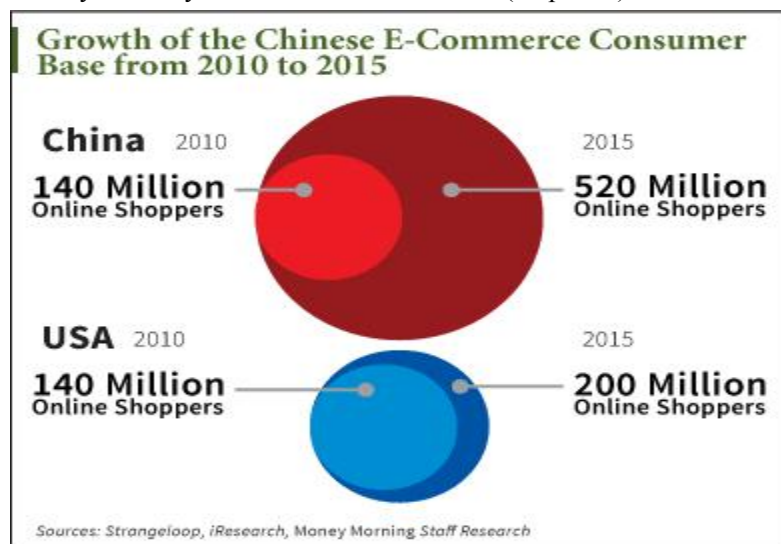 Growth of the Chinese E-Commerce Consumer
Base from 2010 to 2015
China 2010
140 Million
Online Shoppers
2015
520 Million
Online Shoppers
USA 2010
140 Million
Online Shoppers
2015
200 Million
Online Shoppers
Sources: Strangeloop, iResearch, Money Morning Staff Research